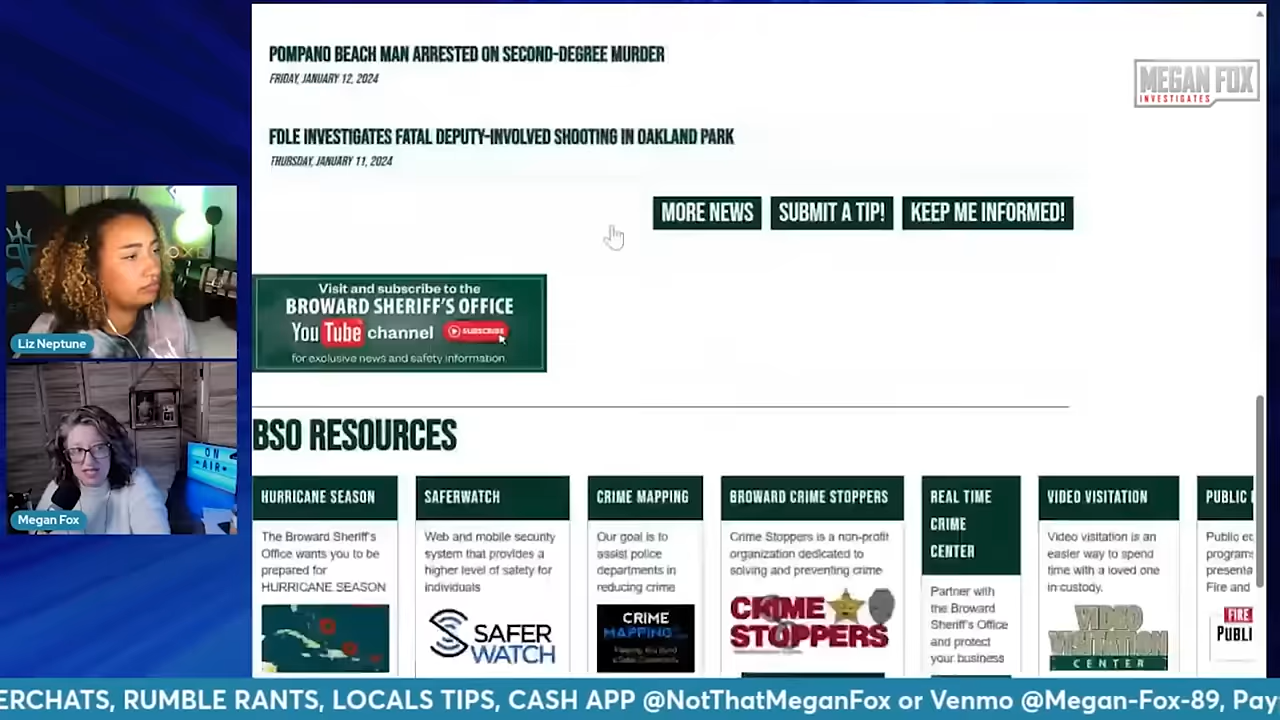 POMPANO BEACH MAN ARRESTED ON SECOND-DEGREE MURDER
FRIDAY, JANUARY 12, 2024
MEGAN FOX
INVESTIGATES
FDLE INVESTIGATES FATAL DEPUTY-INVOLVED SHOOTING IN OAKLAND PARK
THURSDAY, JANUARY 11, 2024
MORE NEWS
SUBMIT A TIP!
KEEP ME INFORMED!
Visit and subscribe to the
BROWARD SHERIFF'S OFFICE
YouTube channel SUBSCRIBE
for exclusive news and safety information.
Liz Neptune
BSO RESOURCES
HURRICANE SEASON
The Broward Sheriff's
Office wants you to be
prepared for
HURRICANE SEASON
SAFERWATCH
Web and mobile security
system that provides a
higher level of safety for
individuals
SAFER
WATCH
CRIME MAPPING
Our goal is to
assist police
departments in
reducing crime
CRIME
MAPPING
BROWARD CRIME STOPPERS
Crime Stoppers is a non-profit
organization dedicated to
solving and preventing crime
CRIME
STOPPERS
REAL TIME
CRIME
CENTER
Partner with
the Broward
Sheriff's Office
and protect
your business
VIDEO VISITATION
Video visitation is an
easier way to spend
time with a loved one
in custody.
VIDEO
VISITATION
CENTER
PUBLIC
Public
program
presenta
Fire and
FIRE
PUBLI
ON
AIR
Megan Fox
ERCHATS, RUMBLE RANTS, LOCALS TIPS, CASH APP @NotThatMeganFox or Venmo @Megan-Fox-89, Pay